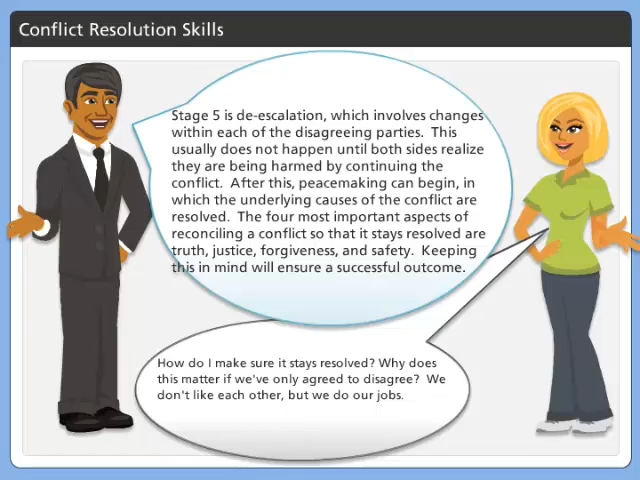 Conflict Resolution Skills
Stage 5 is de-escalation, which involves changes
within each of the disagreeing parties.  This
usually does not happen until both sides realize
they are being harmed by continuing the
conflict.  After this, peacemaking can begin, in
which the underlying causes of the conflict are
resolved.  The four most important aspects of
reconciling a conflict so that it stays resolved are
truth, justice, forgiveness, and safety.  Keeping
this in mind will ensure a successful outcome.
How do I make sure it stays resolved? Why does
this matter if we've only agreed to disagree?  We
don't like each other, but we do our jobs.